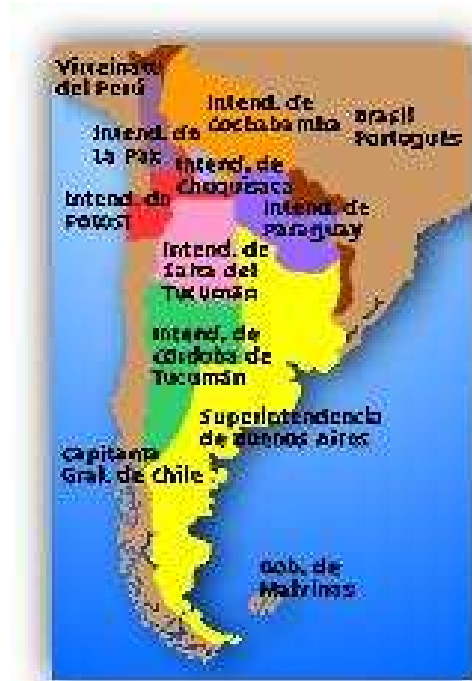 Virreinato
del Perú
Intend. de
Cochabamba
Brasil
Portugués
Intend. de
La Paz
Intend. de
Chuquisaca
Intend. de
Potosí
Intend. de
Paraguay
Intend. de
Salta del
Tucumán
Intend. de
Córdoba de
Tucumán
Superintendencia
de Buenos Aires
Capitanía
Gral. de Chile
Gob. de
Malvinas